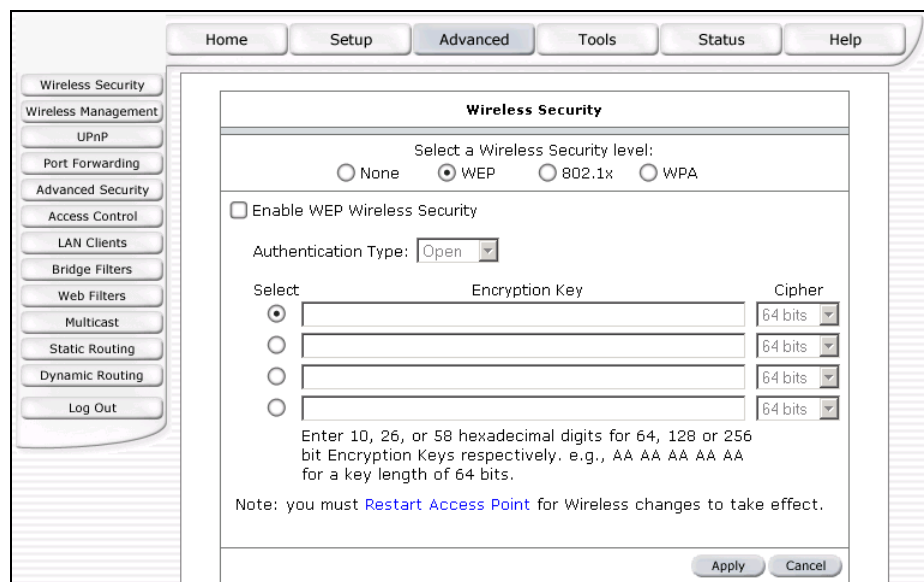 Home Setup Advanced Tools Status Help
Wireless Security
Wireless Management
UPnP
Port Forwarding
Advanced Security
Access Control
LAN Clients
Bridge Filters
Web Filters
Multicast
Static Routing
Dynamic Routing
Log Out
Wireless Security
Select a Wireless Security level:
None WEP 802.1x WPA
Enable WEP Wireless Security
Authentication Type: Open
Select Encryption Key Cipher
64 bits
64 bits
64 bits
64 bits
Enter 10, 26, or 58 hexadecimal digits for 64, 128 or 256
bit Encryption Keys respectively. e.g., AA AA AA AA AA
for a key length of 64 bits.
Note: you must Restart Access Point for Wireless changes to take effect.
Apply Cancel